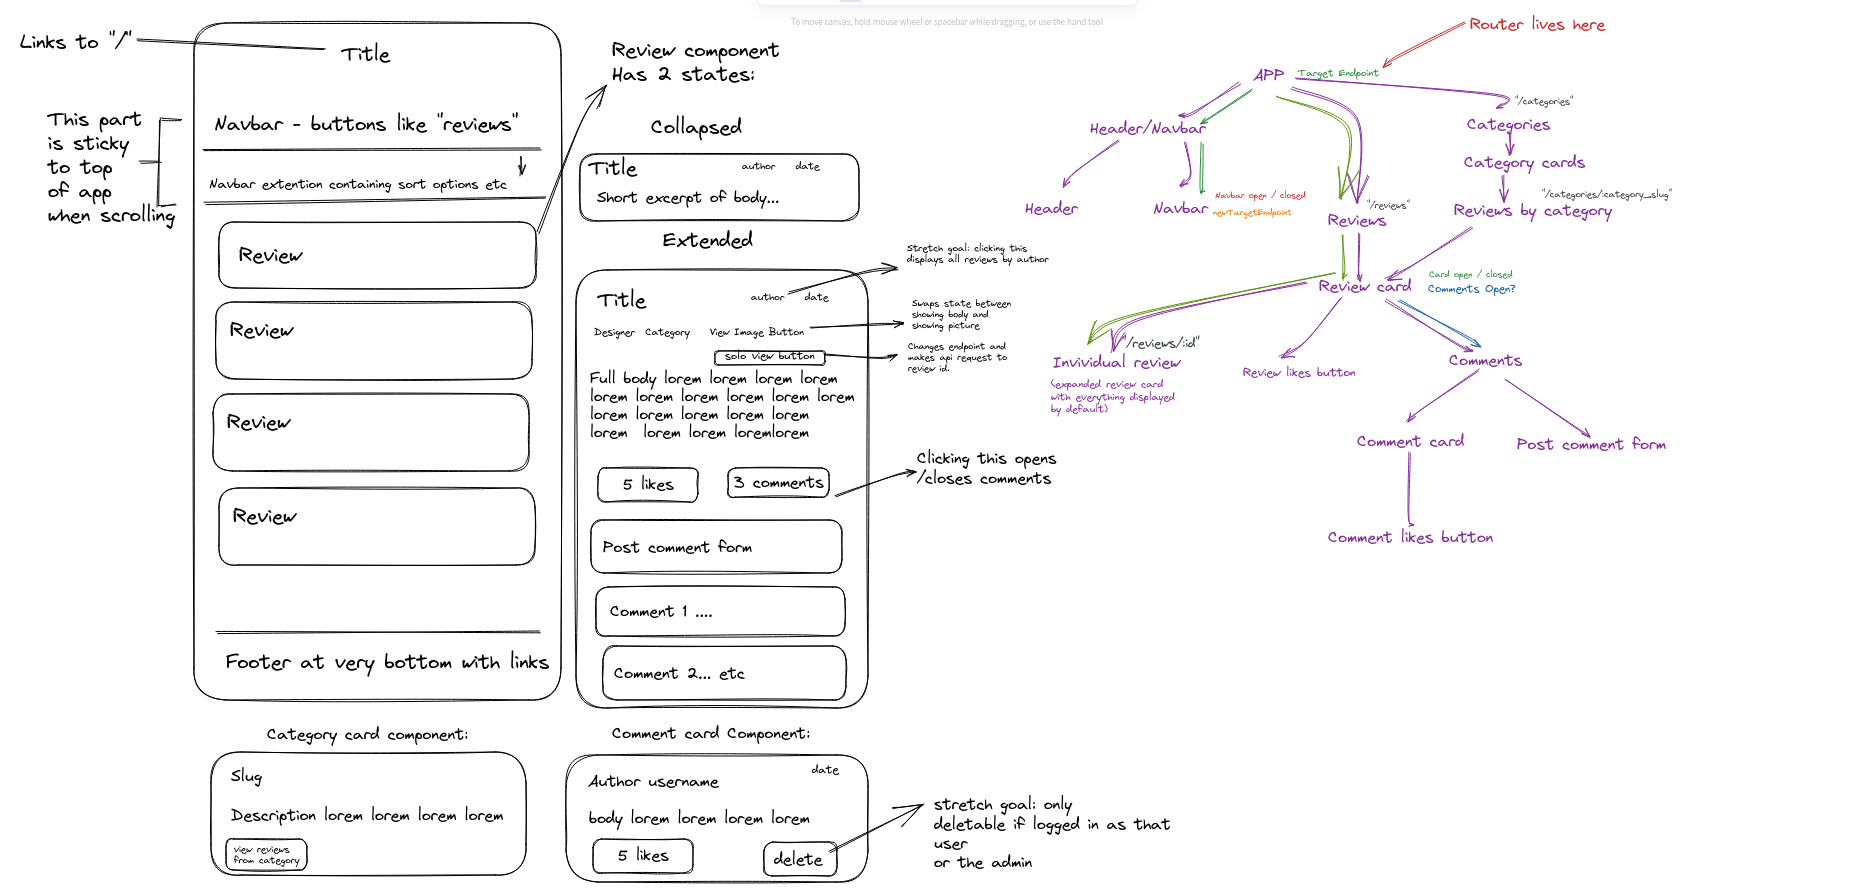 To move canvas, hold mouse wheel or spacebar while dragging, or use the hand tool
Links to "/"
Title
This part
is sticky
to top
of app
when scrolling
Navbar - buttons like "reviews"
Navbar extention containing sort options etc
Review
Review
Review
Review
Footer at very bottom with links
Review component
Has 2 states:
Collapsed
Title
author
date
Short excerpt of body...
Extended
Title
author
date
Designer
Category
View Image Button
solo view button
Full body lorem lorem lorem lorem
lorem lorem lorem lorem lorem lorem
lorem lorem lorem lorem lorem
lorem lorem lorem loremlorem
5 likes
3 comments
Post comment form
Comment 1 ....
Comment 2... etc
Stretch goal: clicking this
displays all reviews by author
Swaps state between
showing body and
showing picture
Changes endpoint and
makes api request to
review id.
Clicking this opens
/closes comments
Category card component:
Slug
Description lorem lorem lorem lorem
view reviews
from category
Comment card Component:
Author username
date
body lorem lorem lorem lorem
5 likes
delete
stretch goal: only
deletable if logged in as that
user
or the admin
Router lives here
APP
Target Endpoint
"/categories"
Header/Navbar
Categories
Category cards
"/categories/:category_slug"
Header
Navbar
Navbar open / closed
newTargetEndpoint
"/reviews"
Reviews
Reviews by category
Review card
Card open / closed
Comments Open?
"/reviews/:id"
Invividual review
(expanded review card
with everything displayed
by default)
Review likes button
Comments
Comment card
Post comment form
Comment likes button